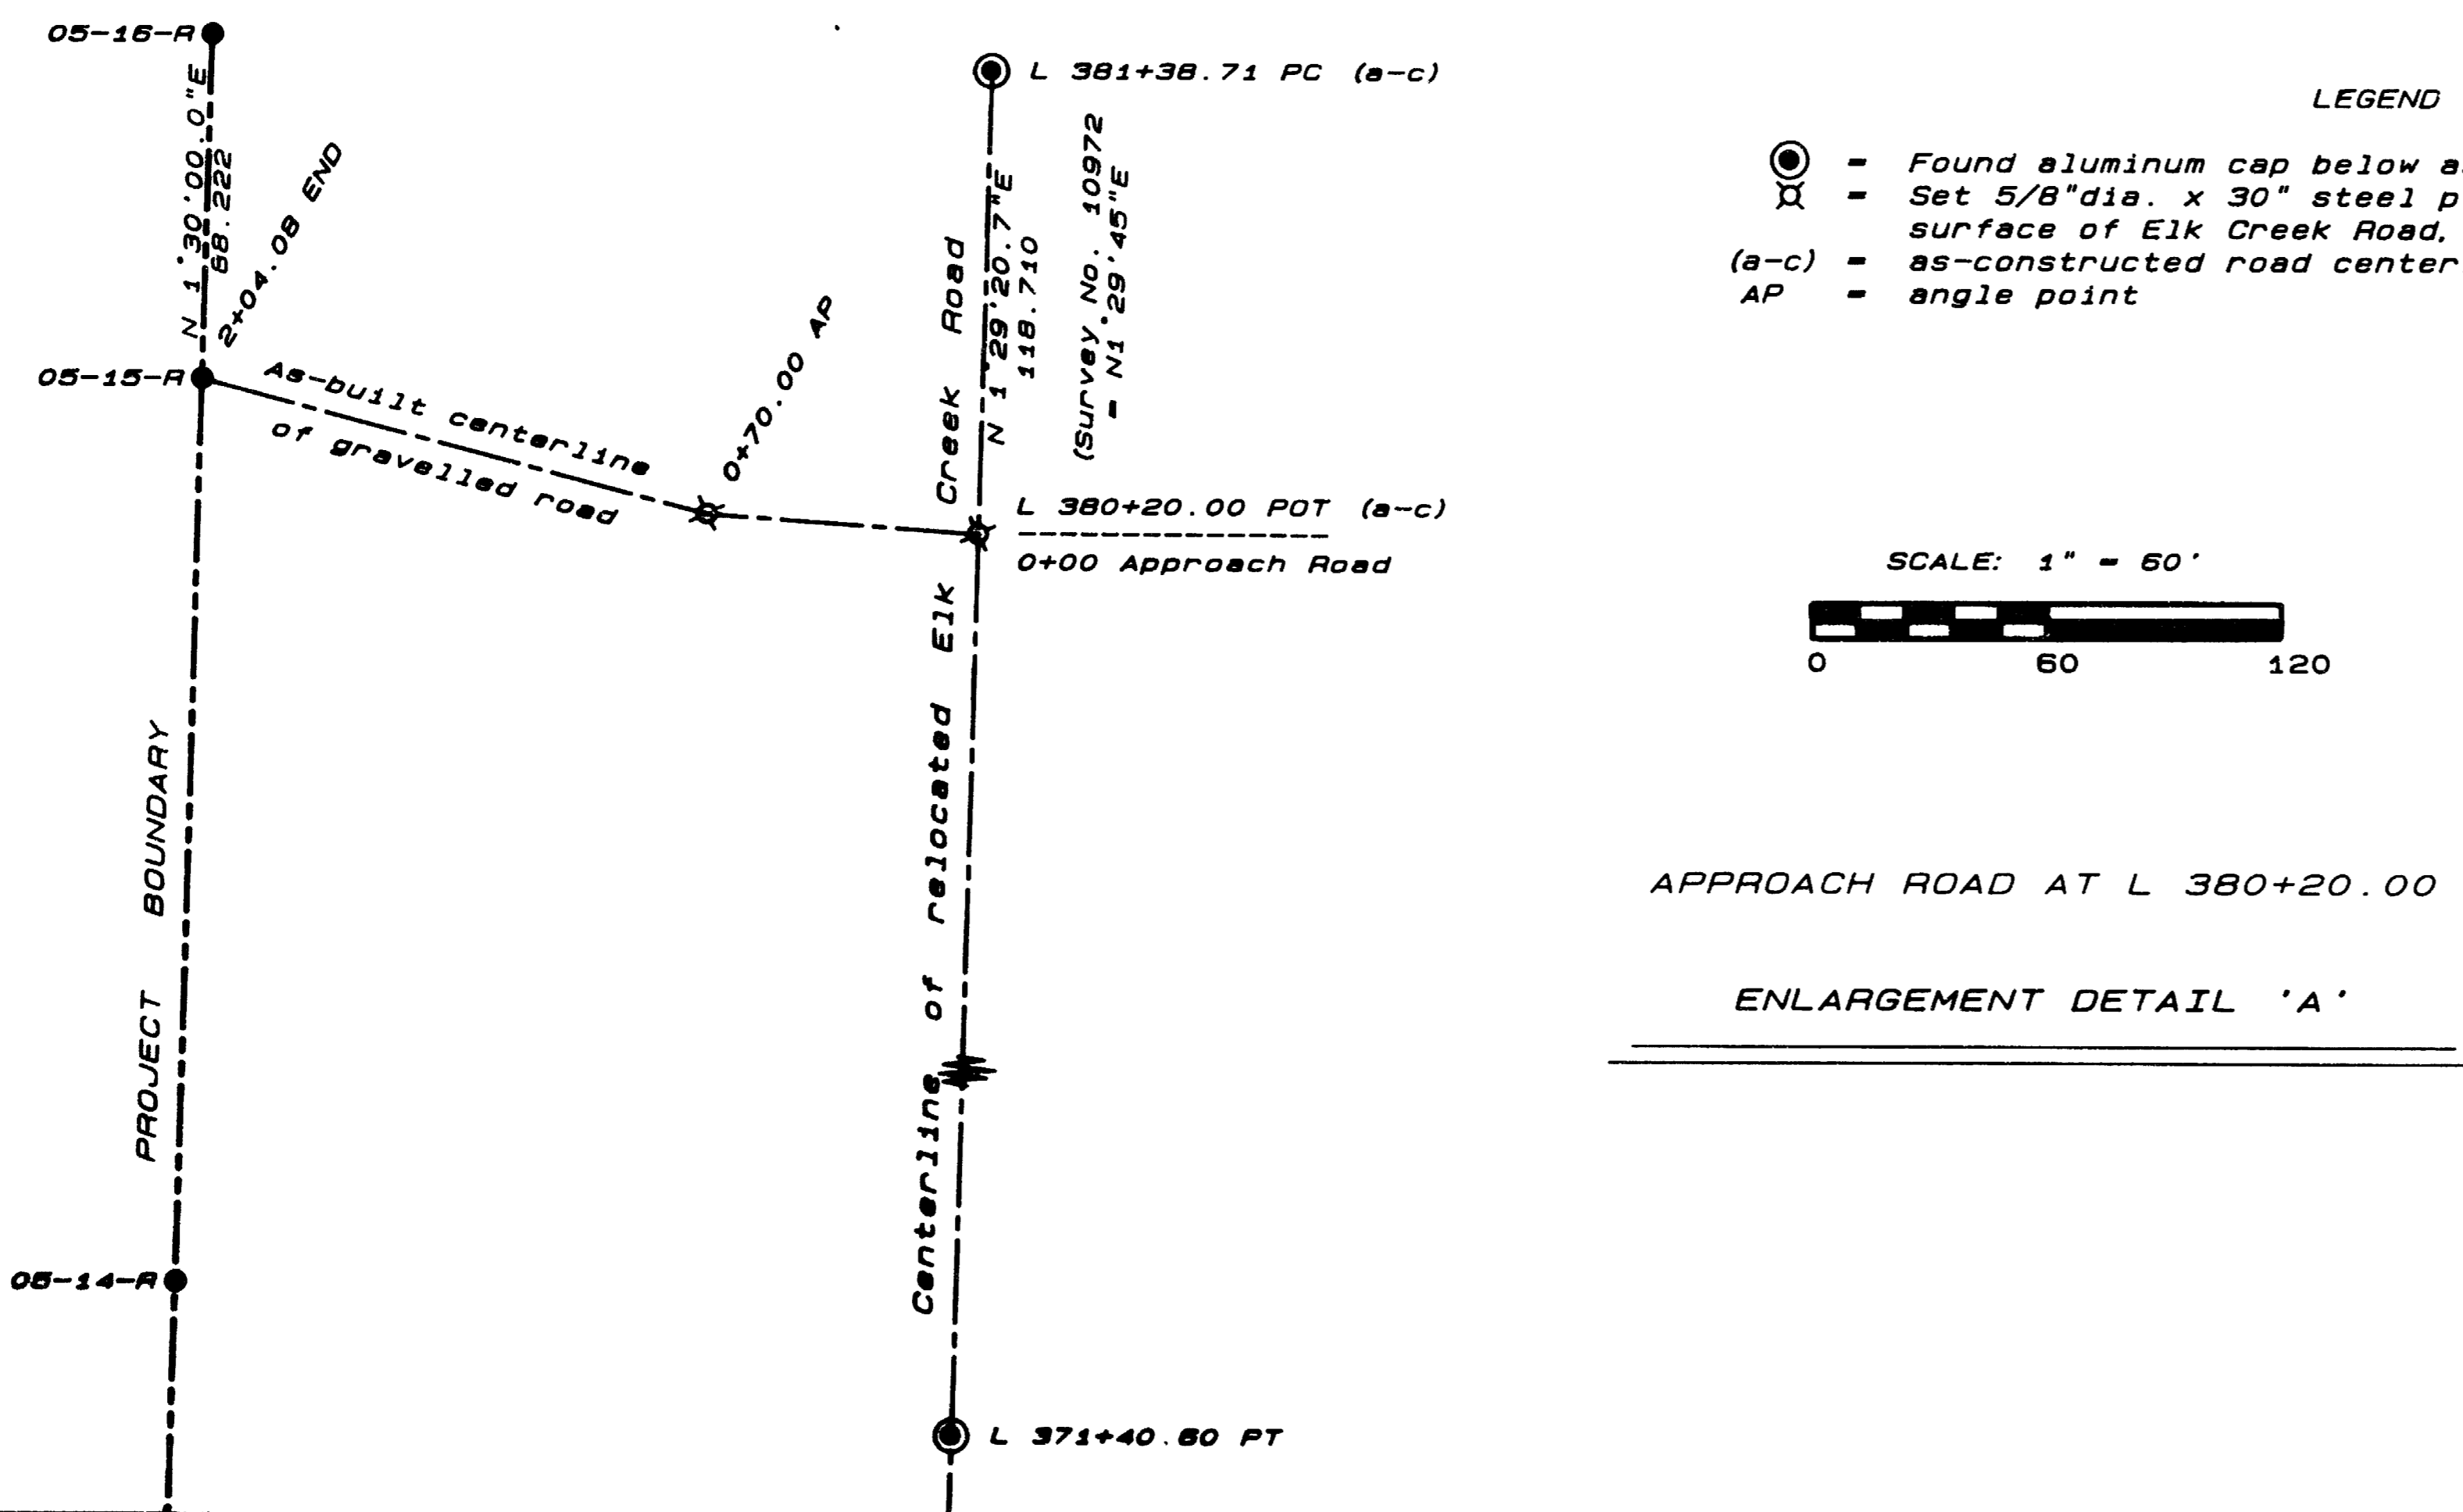 05-16-R
N 1°30'00.0"E
68.222
2+04.08 END
05-15-R
As-built centerline
of gravelled road
0+70.00 AP
L 381+38.71 PC (a-c)
N 1°29'20.7"E
118.710
(Survey No. 10972
= N1°29'45"E
L 380+20.00 POT (a-c)
0+00 Approach Road
Centerline of relocated Elk Creek Road
PROJECT BOUNDARY
05-14-R
L 371+40.60 PT
LEGEND
= Found aluminum cap below
= Set 5/8"dia. x 30" steel
surface of Elk Creek Road.
(a-c) = as-constructed road center
AP = angle point
SCALE: 1" = 60'
0 60 120
APPROACH ROAD AT L 380+20.00
ENLARGEMENT DETAIL 'A'